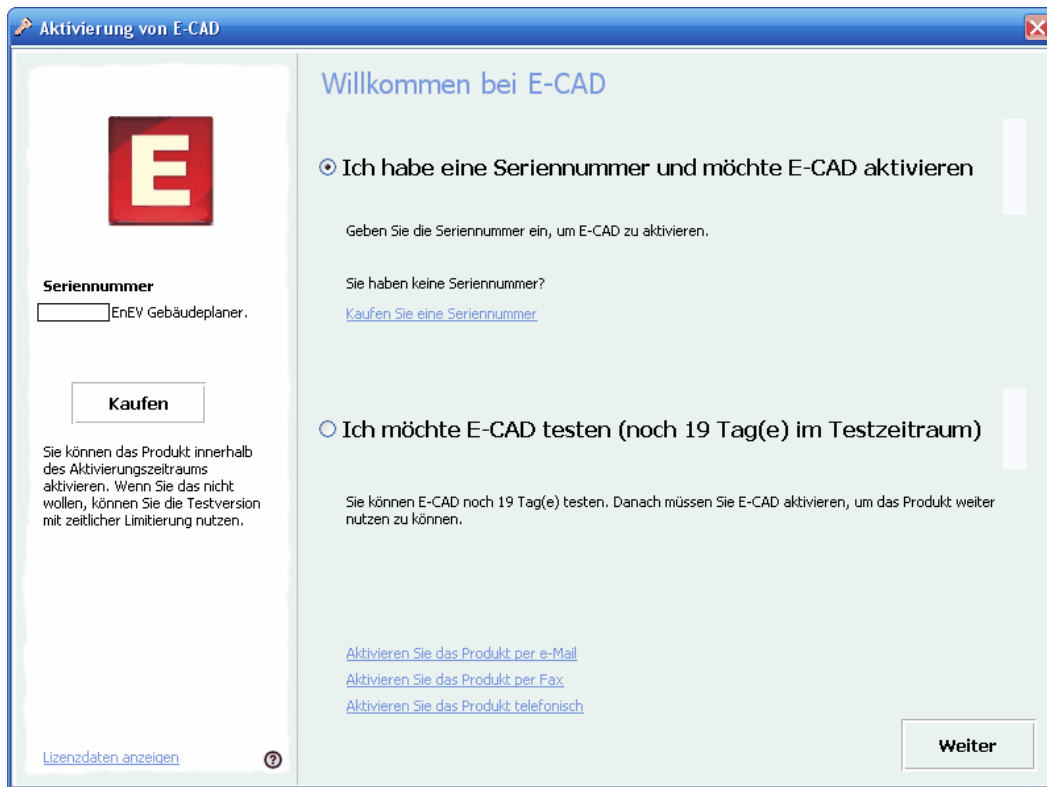 Aktivierung von E-CAD
E
Seriennummer
EnEV Gebäudeplaner.
Kaufen
Sie können das Produkt innerhalb
des Aktivierungszeitraums
aktivieren. Wenn Sie das nicht
wollen, können Sie die Testversion
mit zeitlicher Limitierung nutzen.
Lizenzdaten anzeigen
?
Willkommen bei E-CAD
Ich habe eine Seriennummer und möchte E-CAD aktivieren
Geben Sie die Seriennummer ein, um E-CAD zu aktivieren.
Sie haben keine Seriennummer?
Kaufen Sie eine Seriennummer
Ich möchte E-CAD testen (noch 19 Tag(e) im Testzeitraum)
Sie können E-CAD noch 19 Tag(e) testen. Danach müssen Sie E-CAD aktivieren, um das Produkt weiter
nutzen zu können.
Aktivieren Sie das Produkt per e-Mail
Aktivieren Sie das Produkt per Fax
Aktivieren Sie das Produkt telefonisch
Weiter